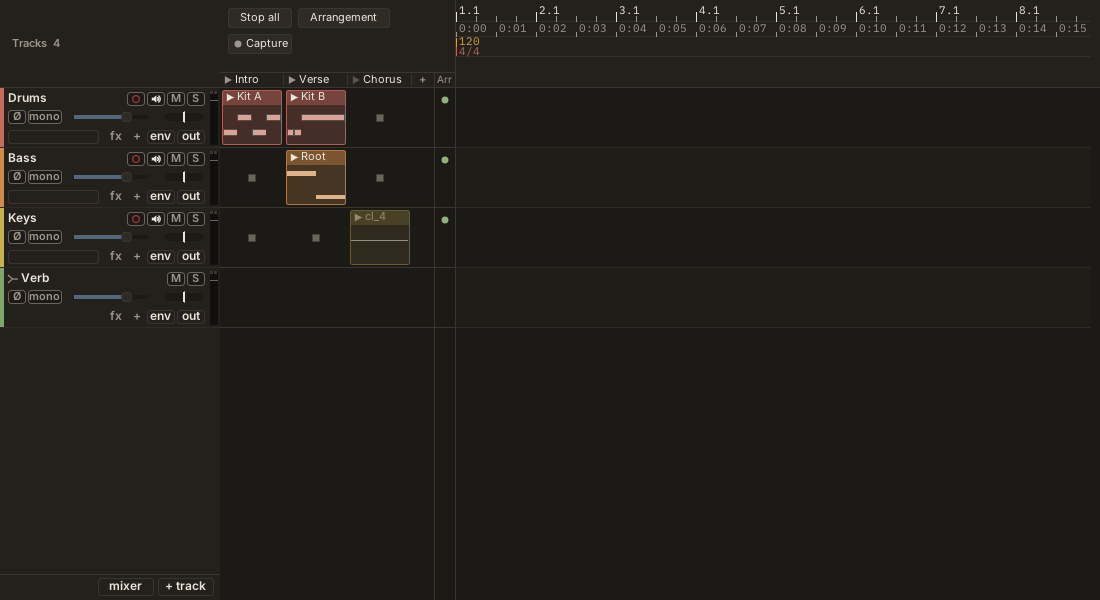 Stop all Arrangement
1.1 2.1 3.1 4.1 5.1 6.1 7.1 8.1
0:00 0:01 0:02 0:03 0:04 0:05 0:06 0:07 0:08 0:09 0:10 0:11 0:12 0:13 0:14 0:15
Tracks 4
Capture
120
4/4
Intro Verse Chorus + Arr
Drums M S
Kit A Kit B
Ø mono
fx + env out
Bass M S
Root
Ø mono
fx + env out
Keys M S
cl_4
Ø mono
fx + env out
Verb M S
Ø mono
fx + env out
mixer + track